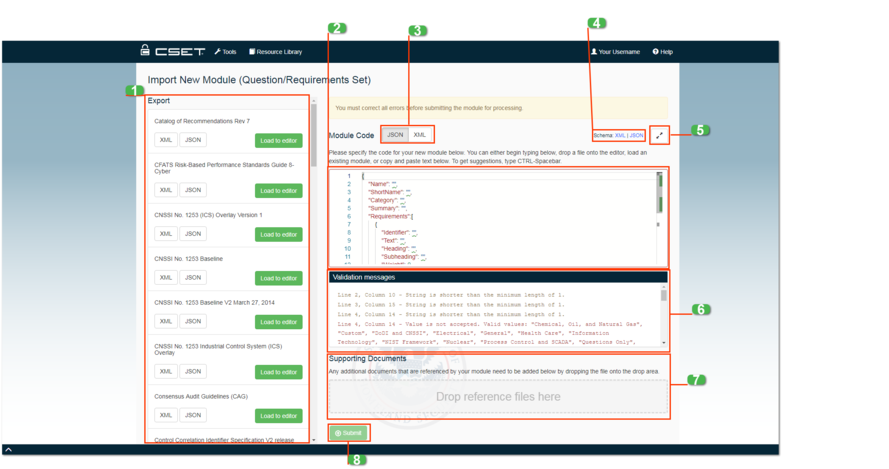 2
3
4
CSET
Tools
Resource Library
Your Username
Help
Import New Module (Question/Requirements Set)
1
Export
Catalog of Recommendations Rev 7
XML
JSON
Load to editor
CFATS Risk-Based Performance Standards Guide 8-
Cyber
XML
JSON
Load to editor
CNSSI No. 1253 (ICS) Overlay Version 1
XML
JSON
Load to editor
CNSSI No. 1253 Baseline
XML
JSON
Load to editor
CNSSI No. 1253 Baseline V2 March 27, 2014
XML
JSON
Load to editor
CNSSI No. 1253 Industrial Control System (ICS)
Overlay
XML
JSON
Load to editor
Consensus Audit Guidelines (CAG)
XML
JSON
Load to editor
Control Correlation Identifier Specification V2 release
You must correct all errors before submitting the module for processing.
Module Code
JSON
XML
Schema: XML | JSON
5
Please specify the code for your new module below. You can either begin typing below, drop a file onto the editor, load an
existing module, or copy and paste text below. To get suggestions, type CTRL-Spacebar.
1 {
2 "Name": "",
3 "ShortName": "",
4 "Category": "",
5 "Summary": "",
6 "Requirements": [
7 {
8 "Identifier": "",
9 "Text": "",
10 "Heading": "",
11 "Subheading": "",
Validation messages
Line 2, Column 10 - String is shorter than the minimum length of 1.
Line 3, Column 15 - String is shorter than the minimum length of 1.
Line 4, Column 14 - String is shorter than the minimum length of 1.
Line 4, Column 14 - Value is not accepted. Valid values: "Chemical, Oil, and Natural Gas",
"Custom", "DoDI and CNSSI", "Electrical", "General", "Health Care", "Information
Technology", "NIST Framework", "Nuclear", "Process Control and SCADA", "Questions Only",
6
Supporting Documents
Any additional documents that are referenced by your module need to be added below by dropping the file onto the drop area.
7
Drop reference files here
Submit
8